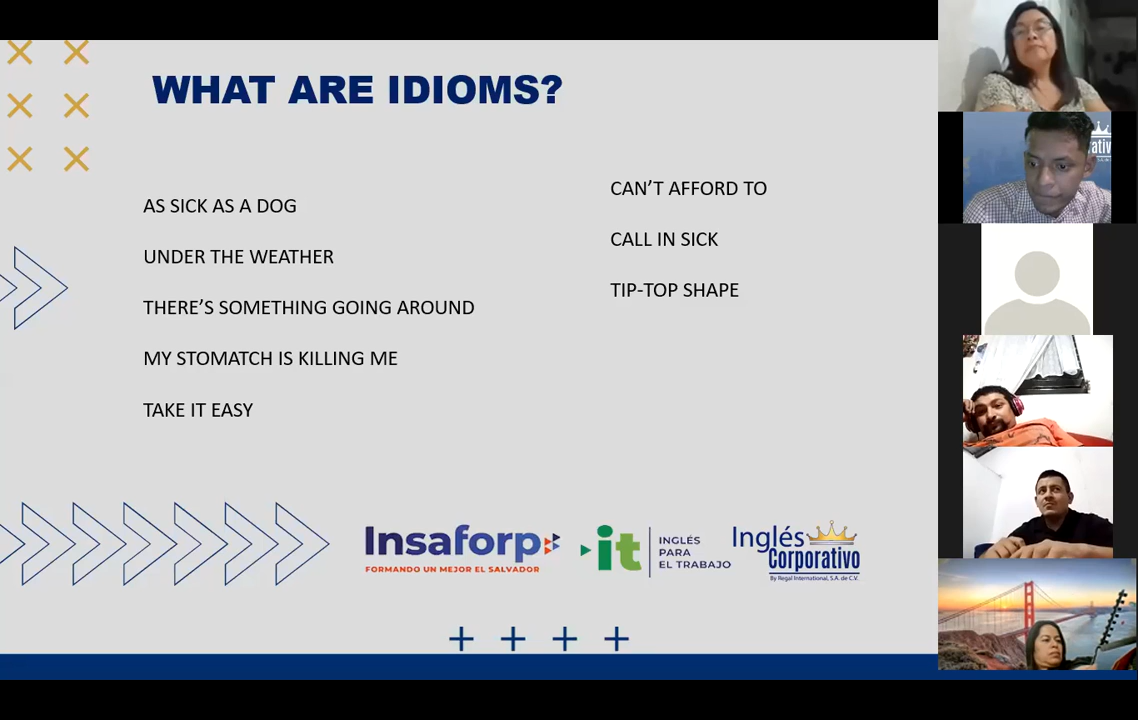 WHAT ARE IDIOMS?
AS SICK AS A DOG
UNDER THE WEATHER
THERE'S SOMETHING GOING AROUND
MY STOMATCH IS KILLING ME
TAKE IT EASY
CAN'T AFFORD TO
CALL IN SICK
TIP-TOP SHAPE
Insaforp
FORMANDO UN MEJOR EL SALVADOR
it
INGLÉS
PARA
EL TRABAJO
Inglés
Corporativo
By Regal International, S.A. de C.V.